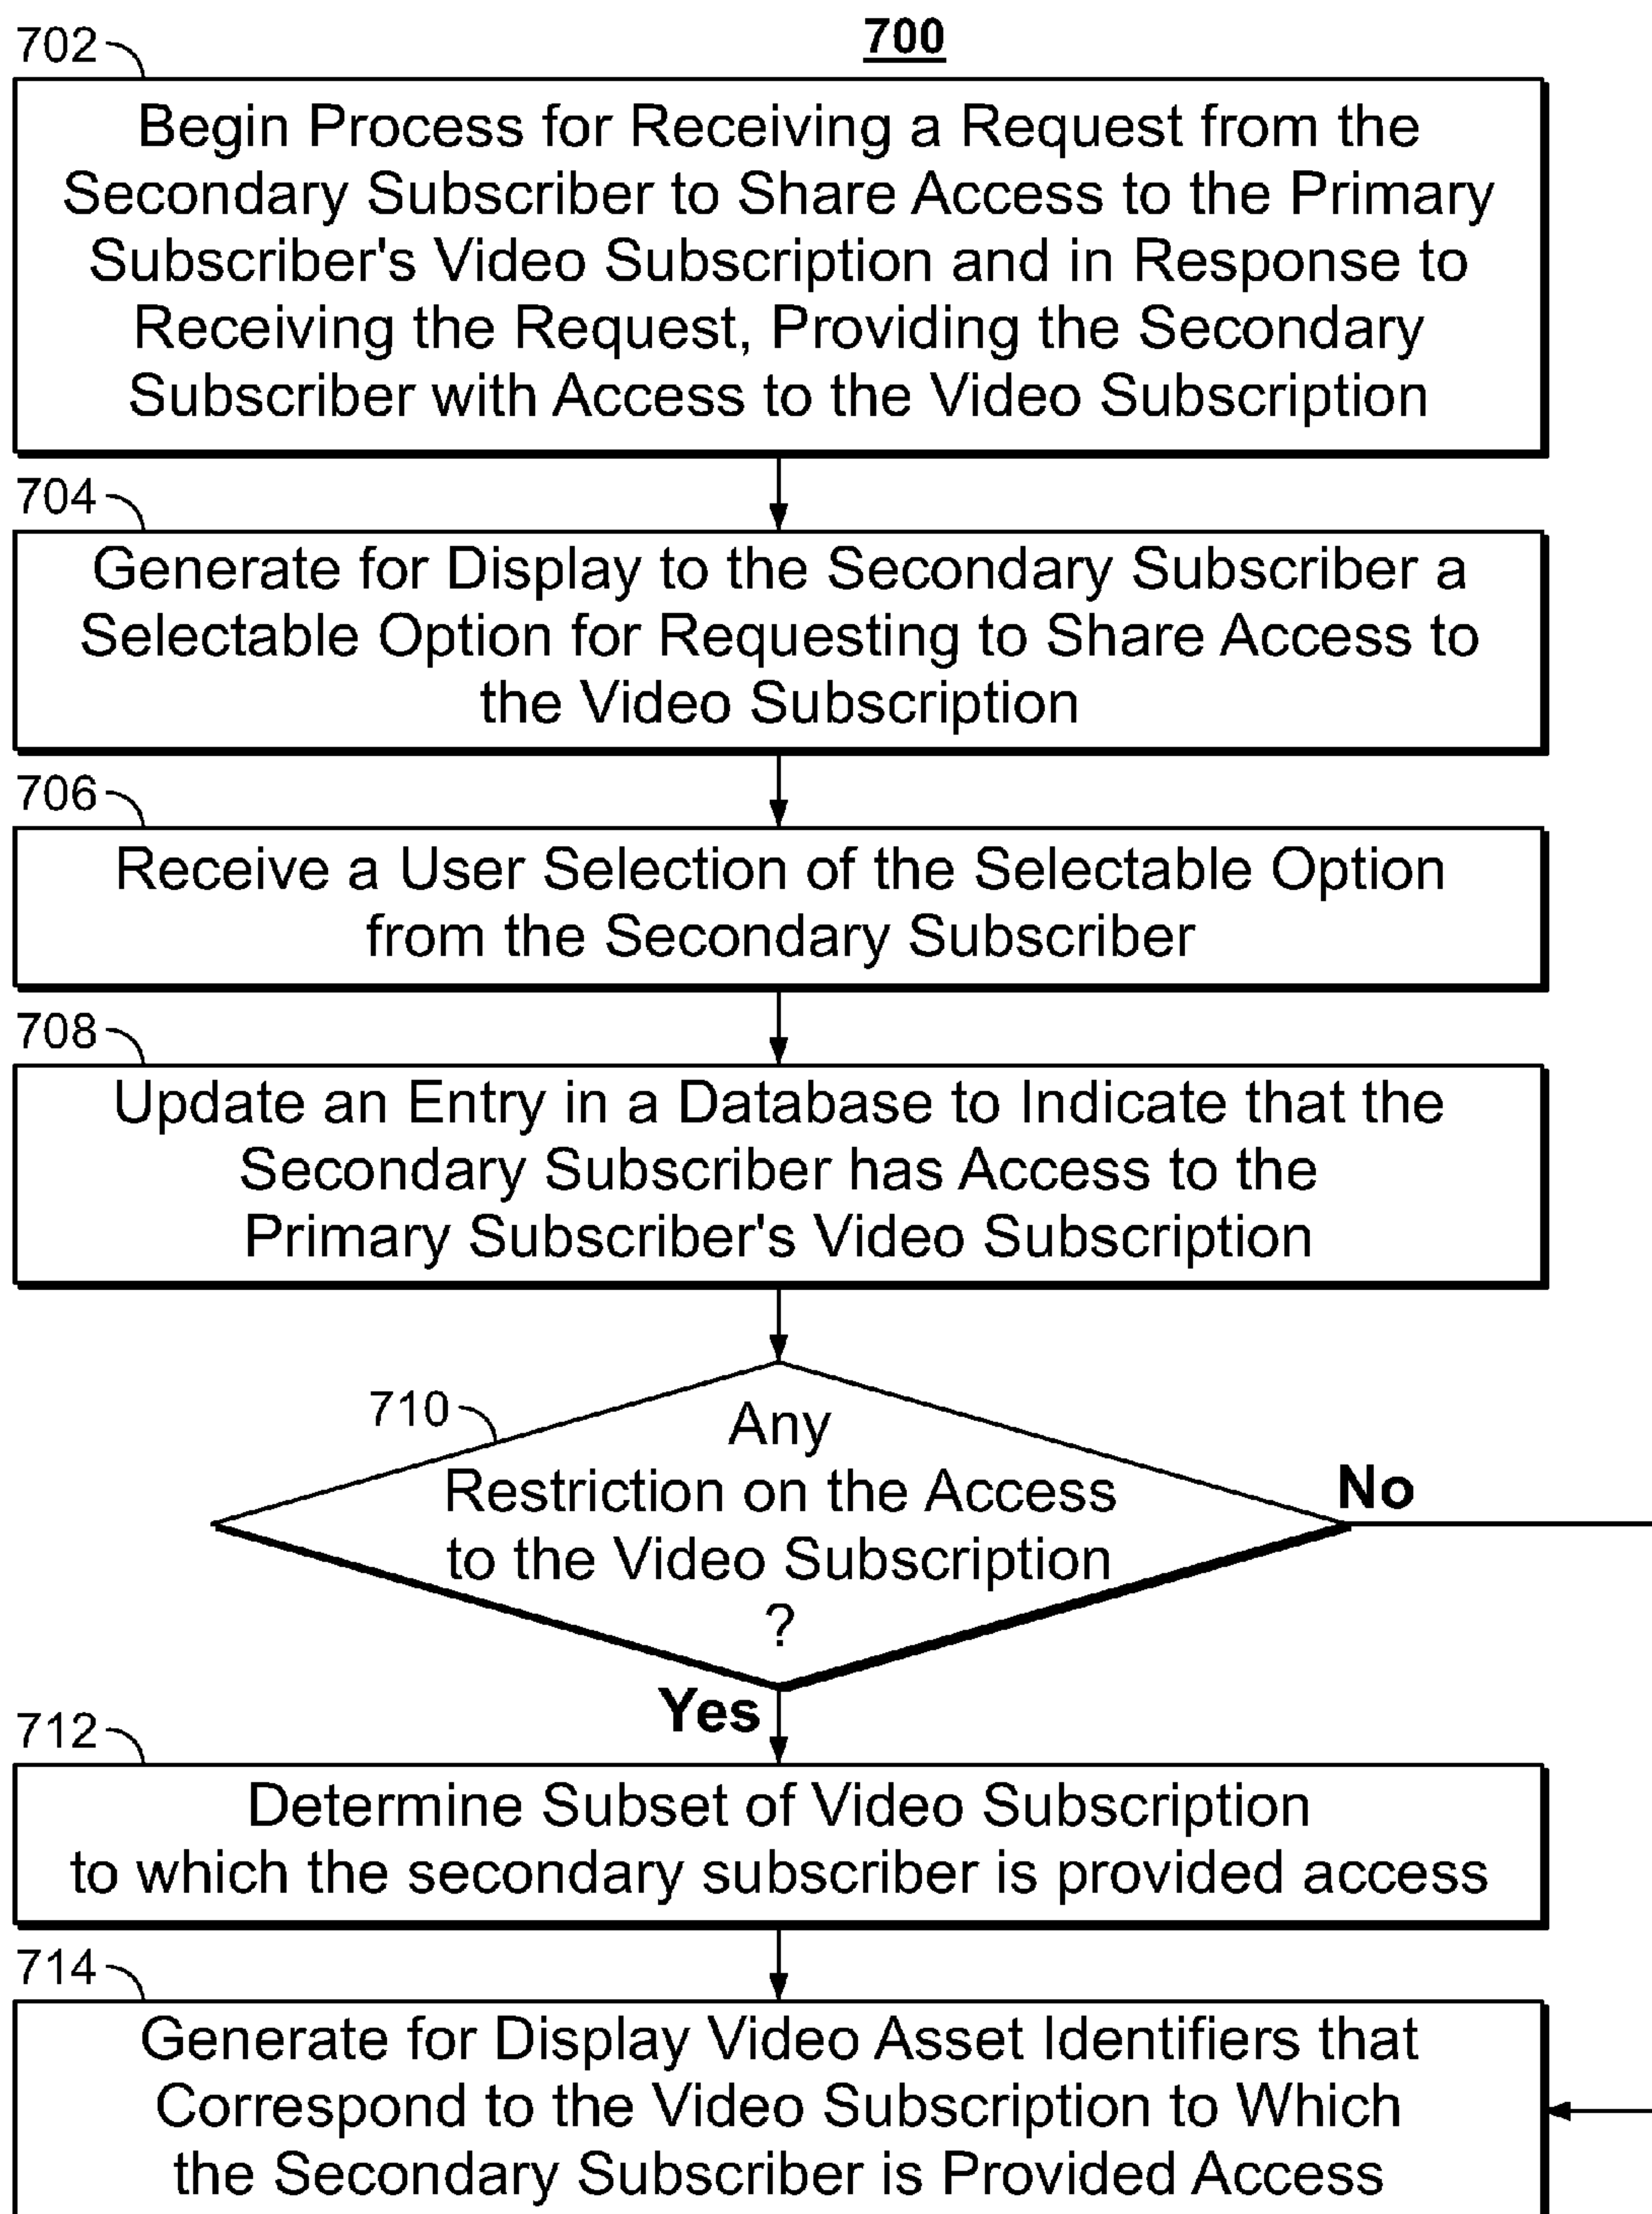 700
702
Begin Process for Receiving a Request from the
Secondary Subscriber to Share Access to the Primary
Subscriber's Video Subscription and in Response to
Receiving the Request, Providing the Secondary
Subscriber with Access to the Video Subscription
704
Generate for Display to the Secondary Subscriber a
Selectable Option for Requesting to Share Access to
the Video Subscription
706
Receive a User Selection of the Selectable Option
from the Secondary Subscriber
708
Update an Entry in a Database to Indicate that the
Secondary Subscriber has Access to the
Primary Subscriber's Video Subscription
710
Any
Restriction on the Access
to the Video Subscription
?
No
Yes
712
Determine Subset of Video Subscription
to which the secondary subscriber is provided access
714
Generate for Display Video Asset Identifiers that
Correspond to the Video Subscription to Which
the Secondary Subscriber is Provided Access